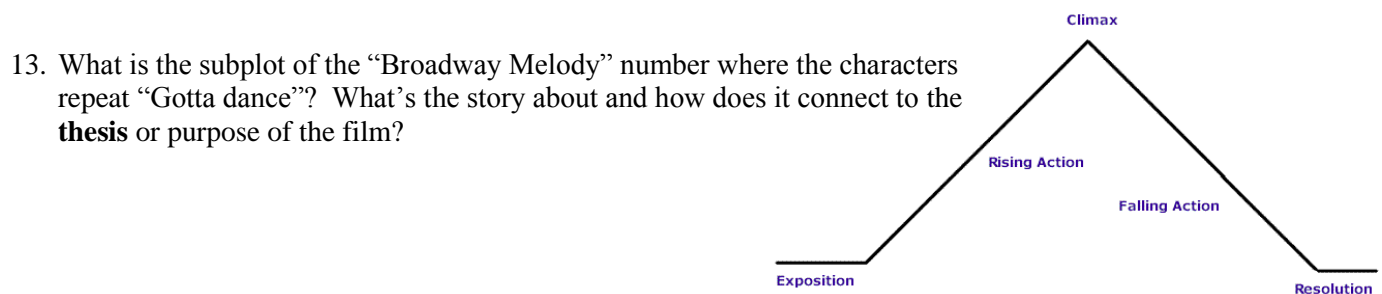 13. What is the subplot of the “Broadway Melody” number where the characters
repeat “Gotta dance”? What’s the story about and how does it connect to the
thesis or purpose of the film?
Climax
Rising Action
Falling Action
Exposition
Resolution